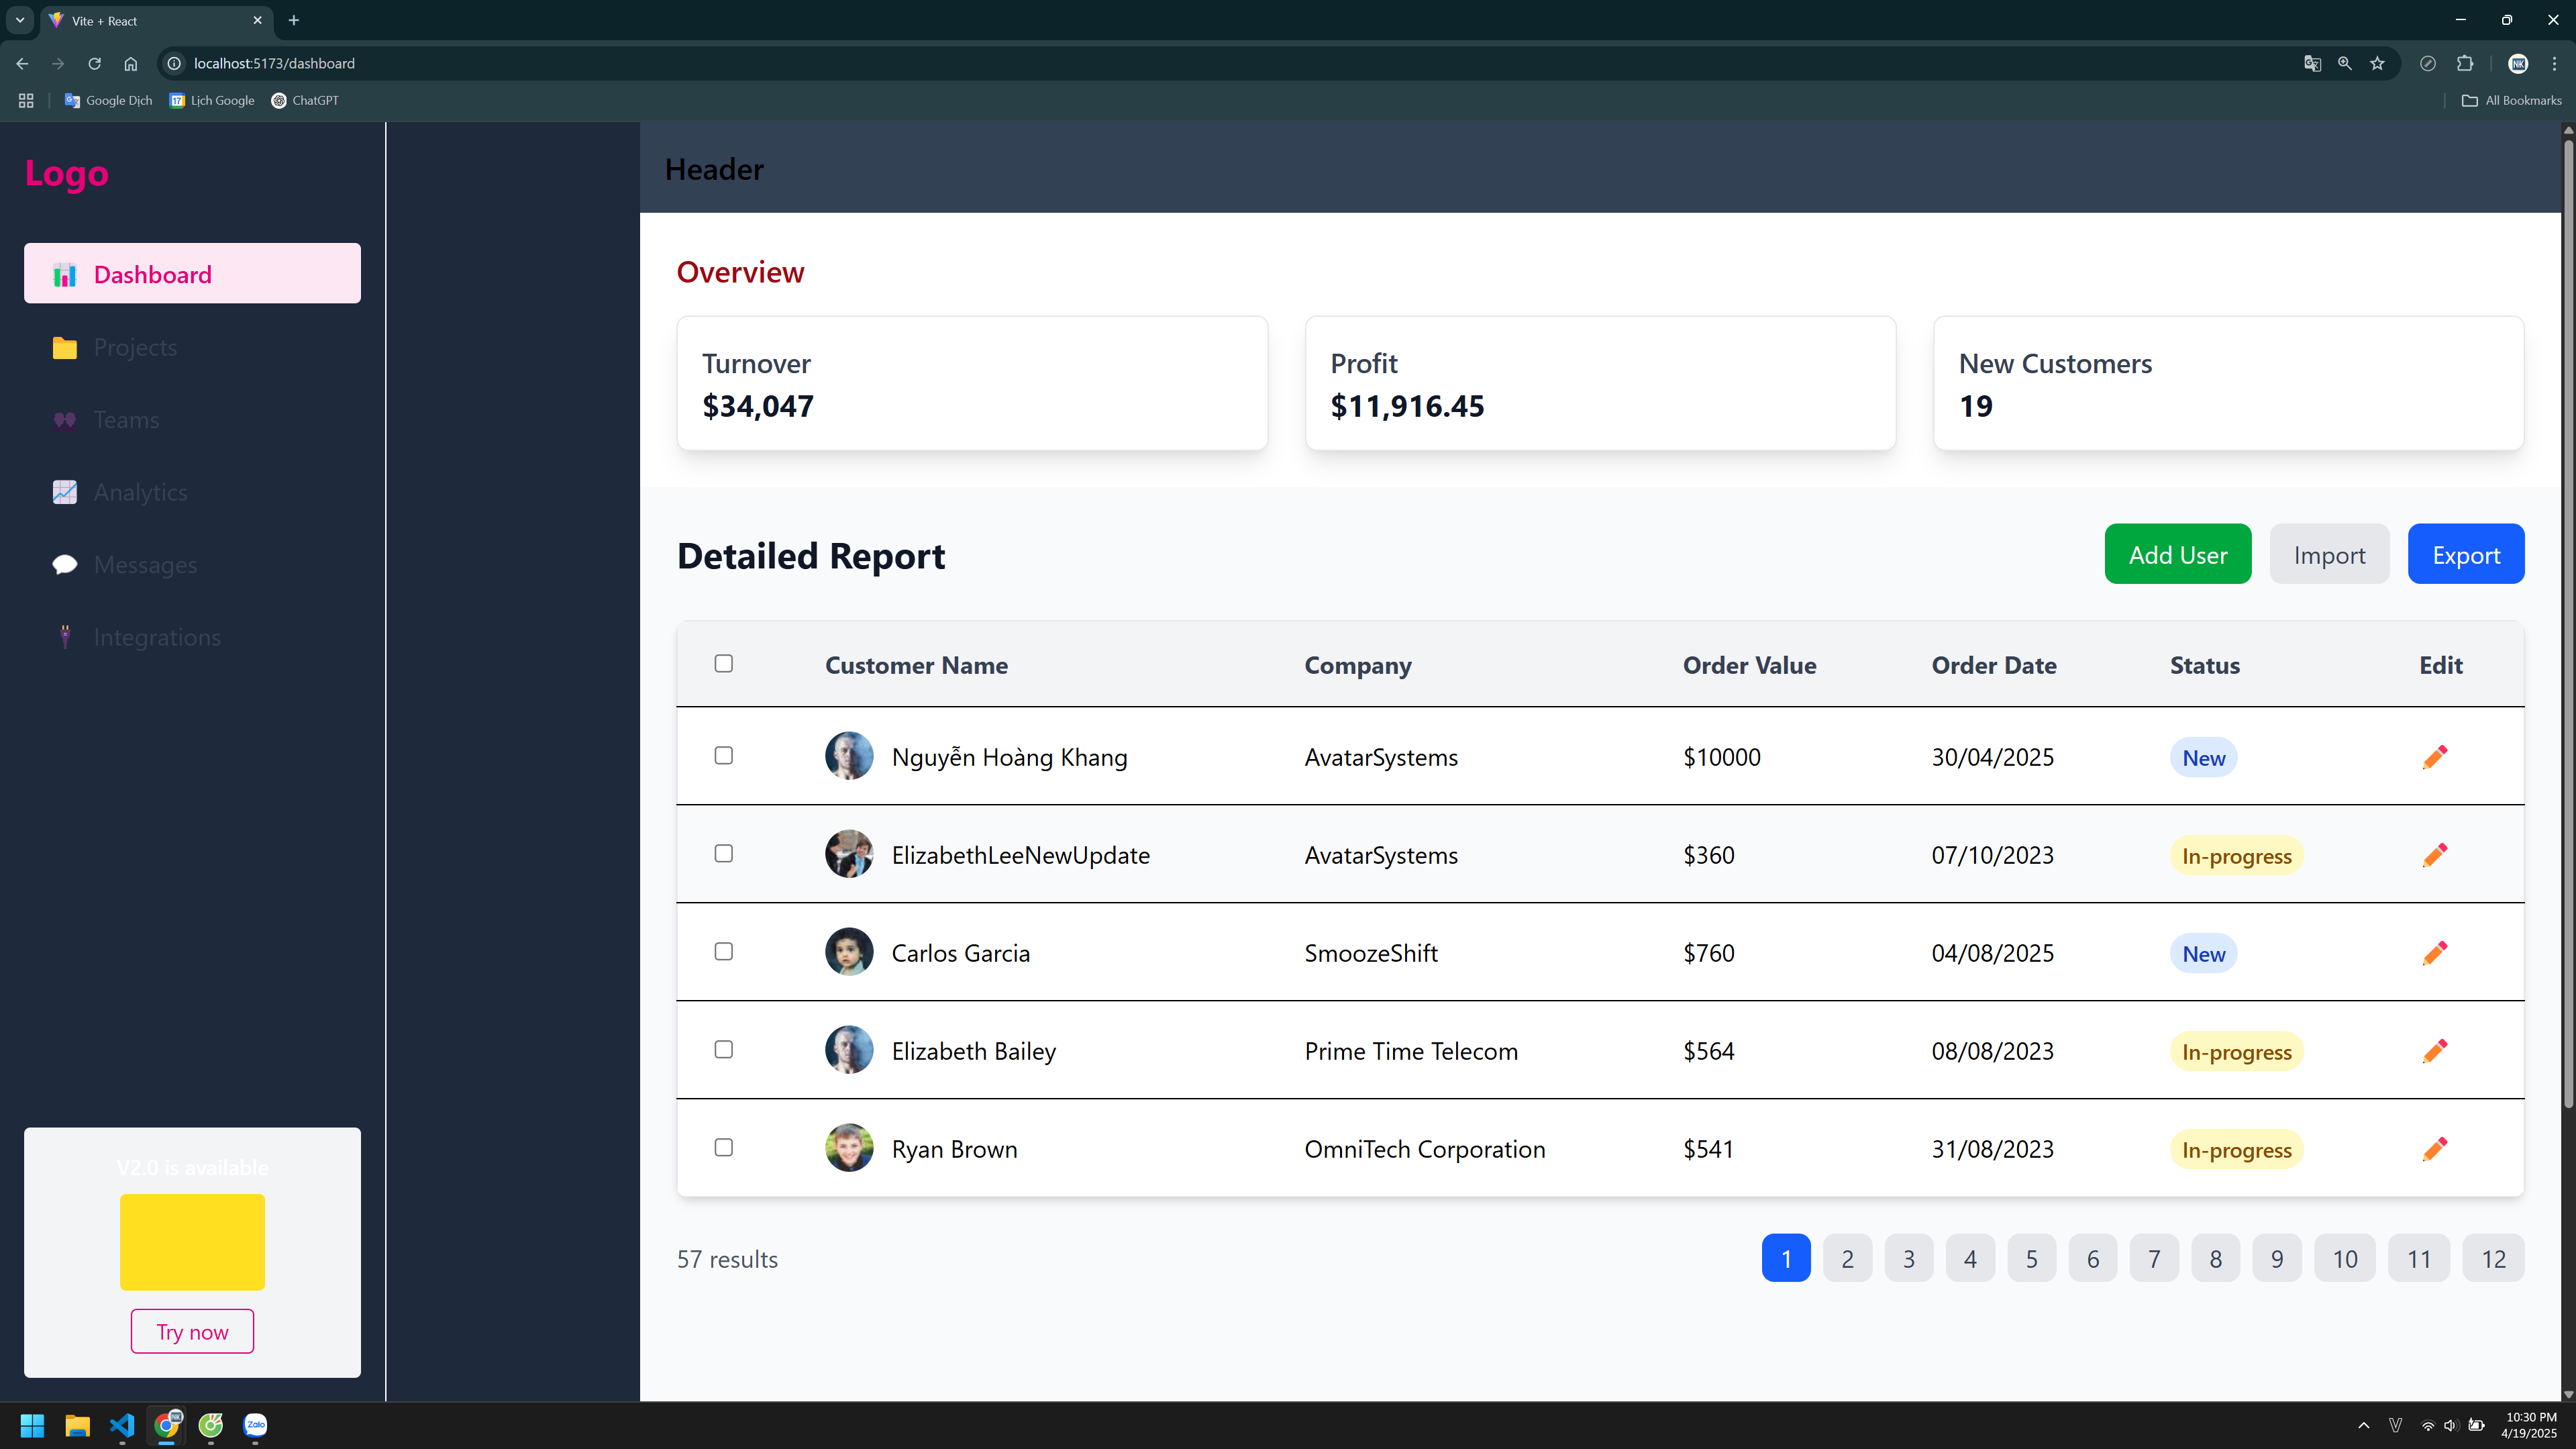 Vite + React
localhost:5173/dashboard
Google Dịch
Lịch Google
ChatGPT
All Bookmarks
Logo
Dashboard
Projects
Teams
Analytics
Messages
Integrations
V2.0 is available
Try now
Header
Overview
Turnover
$34,047
Profit
$11,916.45
New Customers
19
Detailed Report
Add User
Import
Export
Customer Name Company Order Value Order Date Status Edit
Nguyễn Hoàng Khang AvatarSystems $10000 30/04/2025 New
ElizabethLeeNewUpdate AvatarSystems $360 07/10/2023 In-progress
Carlos Garcia SmoozeShift $760 04/08/2025 New
Elizabeth Bailey Prime Time Telecom $564 08/08/2023 In-progress
Ryan Brown OmniTech Corporation $541 31/08/2023 In-progress
57 results
1 2 3 4 5 6 7 8 9 10 11 12
Zalo
10:30 PM
4/19/2025